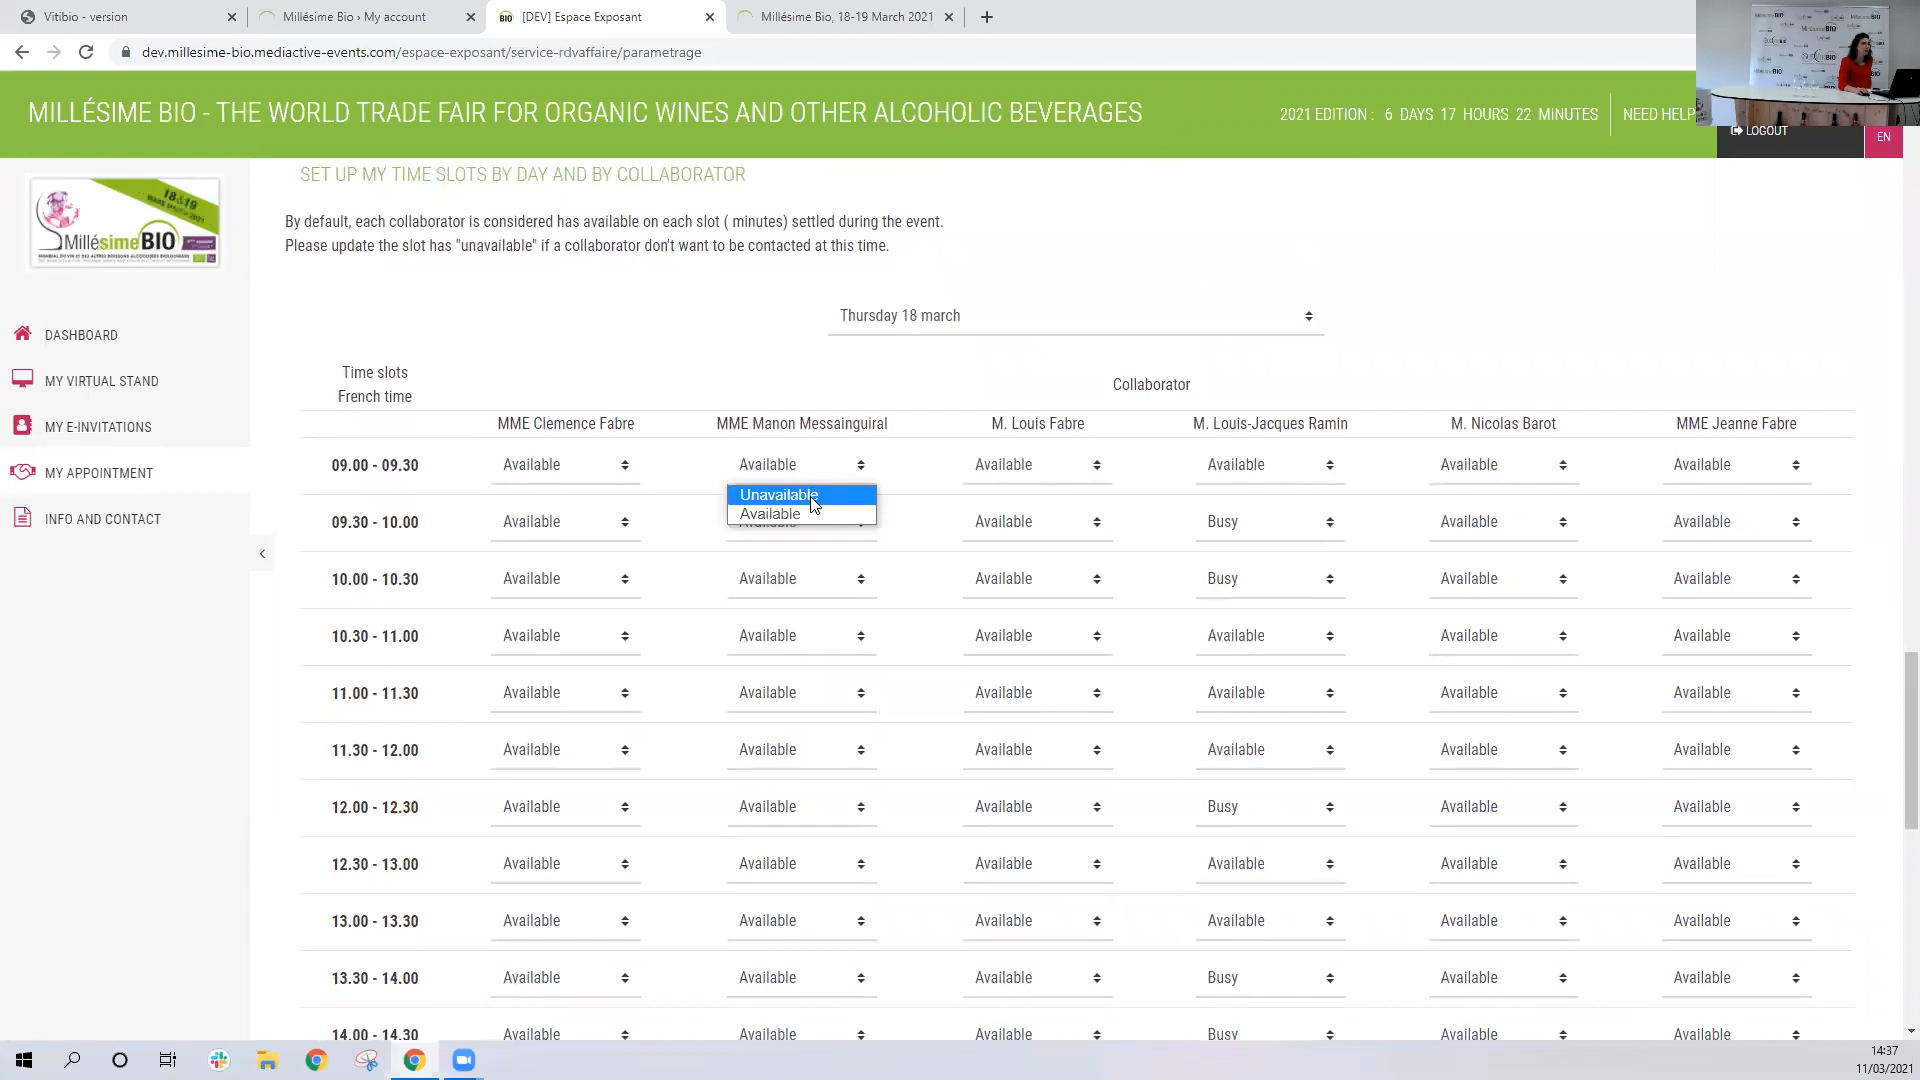 Vitibio - version
Millésime Bio › My account
[DEV] Espace Exposant
Millésime Bio, 18-19 March 2021
dev.millesime-bio.mediactive-events.com/espace-exposant/service-rdvaffaire/parametrage
MILLÉSIME BIO - THE WORLD TRADE FAIR FOR ORGANIC WINES AND OTHER ALCOHOLIC BEVERAGES
2021 EDITION : 6 DAYS 17 HOURS 22 MINUTES
NEED HELP
LOGOUT
EN
18&19
MillésimeBIO
DASHBOARD
MY VIRTUAL STAND
MY E-INVITATIONS
MY APPOINTMENT
INFO AND CONTACT
SET UP MY TIME SLOTS BY DAY AND BY COLLABORATOR
By default, each collaborator is considered has available on each slot ( minutes) settled during the event.
Please update the slot has "unavailable" if a collaborator don't want to be contacted at this time.
Thursday 18 march
Time slots
French time
Collaborator
MME Clemence Fabre MME Manon Messainguiral M. Louis Fabre M. Louis-Jacques Ramin M. Nicolas Barot MME Jeanne Fabre
09.00 - 09.30 Available Available Available Available Available Available
Unavailable
Available
09.30 - 10.00 Available Available Available Busy Available Available
10.00 - 10.30 Available Available Available Busy Available Available
10.30 - 11.00 Available Available Available Available Available Available
11.00 - 11.30 Available Available Available Available Available Available
11.30 - 12.00 Available Available Available Available Available Available
12.00 - 12.30 Available Available Available Busy Available Available
12.30 - 13.00 Available Available Available Available Available Available
13.00 - 13.30 Available Available Available Available Available Available
13.30 - 14.00 Available Available Available Busy Available Available
14.00 - 14.30 Available Available Available Busy Available Available
14:37
11/03/2021